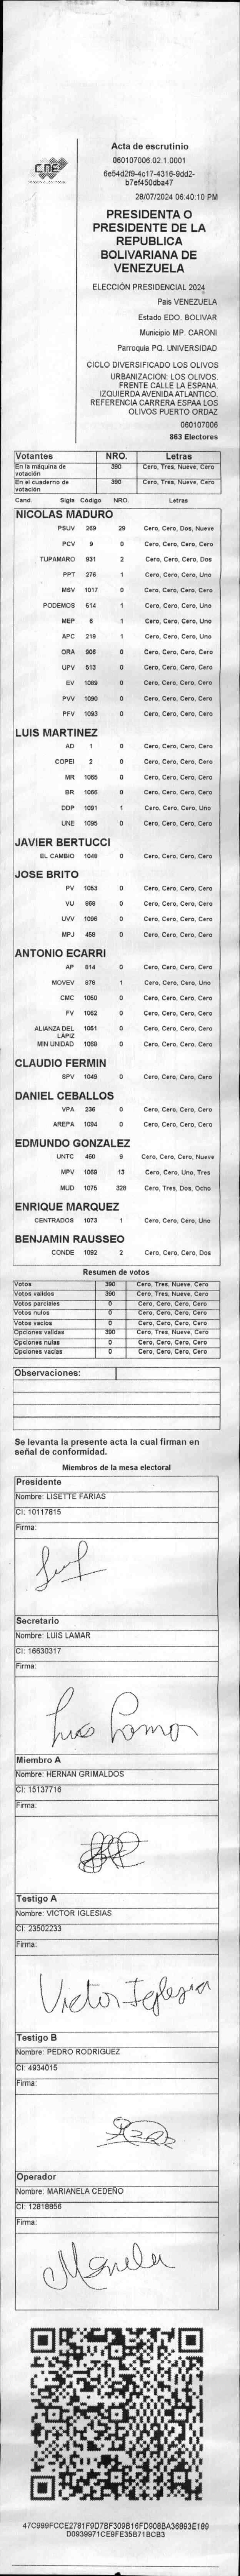 CNE
Acta de escrutinio
060107006.02.1.0001
6e54d2f9-4c17-4316-9dd2-
b7ef450dba47
28/07/2024 06:40:10 PM
PRESIDENTA O
PRESIDENTE DE LA
REPUBLICA
BOLIVARIANA DE
VENEZUELA
ELECCIÓN PRESIDENCIAL 2024
Pais VENEZUELA
Estado EDO. BOLIVAR
Municipio MP. CARONI
Parroquia PQ. UNIVERSIDAD
CICLO DIVERSIFICADO LOS OLIVOS
URBANIZACION: LOS OLIVOS.
FRENTE CALLE LA ESPANA.
IZQUIERDA AVENIDA ATLANTICO.
REFERENCIA CARRERA ESPAA LOS
OLIVOS PUERTO ORDAZ
060107006
863 Electores
Votantes NRO. Letras
En la máquina de votación 390 Cero, Tres, Nueve, Cero
En el cuaderno de votación 390 Cero, Tres, Nueve, Cero
Cand. Sigla Código NRO. Letras
NICOLAS MADURO
PSUV 269 29 Cero, Cero, Dos, Nueve
PCV 9 0 Cero, Cero, Cero, Cero
TUPAMARO 931 2 Cero, Cero, Cero, Dos
PPT 276 1 Cero, Cero, Cero, Uno
MSV 1017 0 Cero, Cero, Cero, Cero
PODEMOS 514 1 Cero, Cero, Cero, Uno
MEP 6 1 Cero, Cero, Cero, Uno
APC 219 1 Cero, Cero, Cero, Uno
ORA 906 0 Cero, Cero, Cero, Cero
UPV 513 0 Cero, Cero, Cero, Cero
EV 1089 0 Cero, Cero, Cero, Cero
PVV 1090 0 Cero, Cero, Cero, Cero
PFV 1093 0 Cero, Cero, Cero, Cero
LUIS MARTINEZ
AD 1 0 Cero, Cero, Cero, Cero
COPEI 2 0 Cero, Cero, Cero, Cero
MR 1065 0 Cero, Cero, Cero, Cero
BR 1066 0 Cero, Cero, Cero, Cero
DDP 1091 1 Cero, Cero, Cero, Uno
UNE 1095 0 Cero, Cero, Cero, Cero
JAVIER BERTUCCI
EL CAMBIO 1048 0 Cero, Cero, Cero, Cero
JOSE BRITO
PV 1053 0 Cero, Cero, Cero, Cero
VU 868 0 Cero, Cero, Cero, Cero
UVV 1096 0 Cero, Cero, Cero, Cero
MPJ 458 0 Cero, Cero, Cero, Cero
ANTONIO ECARRI
AP 814 0 Cero, Cero, Cero, Cero
MOVEV 878 1 Cero, Cero, Cero, Uno
CMC 1050 0 Cero, Cero, Cero, Cero
FV 1052 0 Cero, Cero, Cero, Cero
ALIANZA DEL LAPIZ 1051 0 Cero, Cero, Cero, Cero
MIN UNIDAD 1088 0 Cero, Cero, Cero, Cero
CLAUDIO FERMIN
SPV 1049 0 Cero, Cero, Cero, Cero
DANIEL CEBALLOS
VPA 236 0 Cero, Cero, Cero, Cero
AREPA 1094 0 Cero, Cero, Cero, Cero
EDMUNDO GONZALEZ
UNTC 460 9 Cero, Cero, Cero, Nueve
MPV 1069 13 Cero, Cero, Uno, Tres
MUD 1075 328 Cero, Tres, Dos, Ocho
ENRIQUE MARQUEZ
CENTRADOS 1073 1 Cero, Cero, Cero, Uno
BENJAMIN RAUSSEO
CONDE 1092 2 Cero, Cero, Cero, Dos
Resumen de votos
Votos 390 Cero, Tres, Nueve, Cero
Votos validos 390 Cero, Tres, Nueve, Cero
Votos parciales 0 Cero, Cero, Cero, Cero
Votos nulos 0 Cero, Cero, Cero, Cero
Votos vacios 0 Cero, Cero, Cero, Cero
Opciones validas 390 Cero, Tres, Nueve, Cero
Opciones nulas 0 Cero, Cero, Cero, Cero
Opciones vacias 0 Cero, Cero, Cero, Cero
Observaciones:
Se levanta la presente acta la cual firman en
señal de conformidad.
Miembros de la mesa electoral
Presidente
Nombre: LISETTE FARIAS
CI: 10117815
Firma:
Secretario
Nombre: LUIS LAMAR
CI: 16630317
Firma:
Miembro A
Nombre: HERNAN GRIMALDOS
CI: 15137716
Firma:
Testigo A
Nombre: VICTOR IGLESIAS
CI: 23502233
Firma:
Victor Iglesias
Testigo B
Nombre: PEDRO RODRIGUEZ
CI: 4934015
Firma:
Operador
Nombre: MARIANELA CEDEÑO
CI: 12818856
Firma:
47C999FCCE2781F9D7BF309B16FD908BA36893E189
D0939971CE9FE35B71BCB3